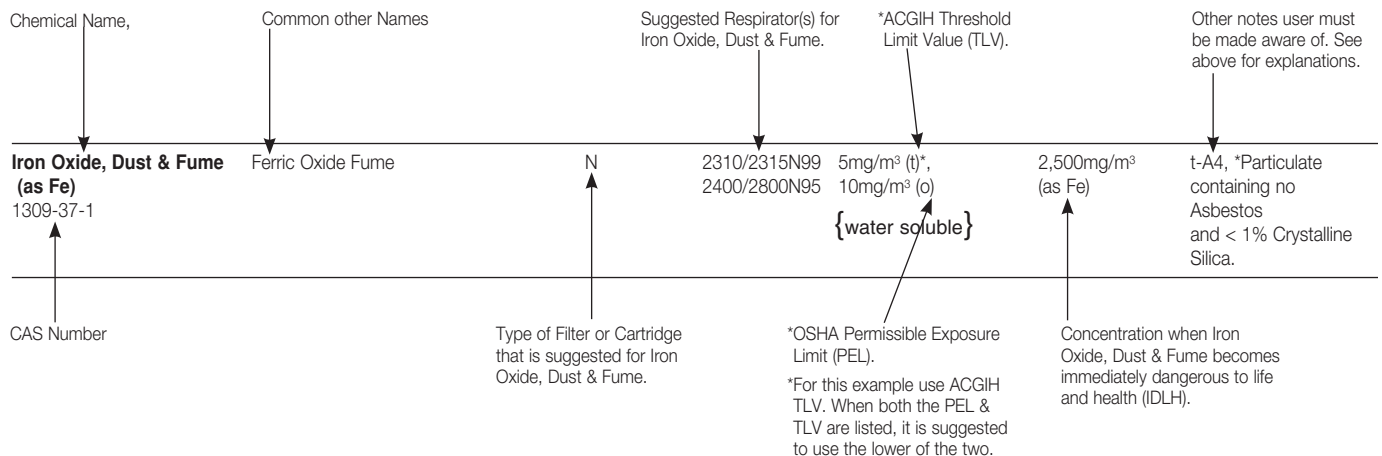 Chemical Name,
Common other Names
Suggested Respirator(s) for
Iron Oxide, Dust & Fume.
*ACGIH Threshold
Limit Value (TLV).
Other notes user must
be made aware of. See
above for explanations.
Iron Oxide, Dust & Fume
(as Fe)
1309-37-1
Ferric Oxide Fume
N
2310/2315N99
2400/2800N95
5mg/m³ (t)*,
10mg/m³ (o)
{water soluble}
2,500mg/m³
(as Fe)
t-A4, *Particulate
containing no
Asbestos
and < 1% Crystalline
Silica.
CAS Number
Type of Filter or Cartridge
that is suggested for Iron
Oxide, Dust & Fume.
*OSHA Permissible Exposure
Limit (PEL).
*For this example use ACGIH
TLV. When both the PEL &
TLV are listed, it is suggested
to use the lower of the two.
Concentration when Iron
Oxide, Dust & Fume becomes
immediately dangerous to life
and health (IDLH).